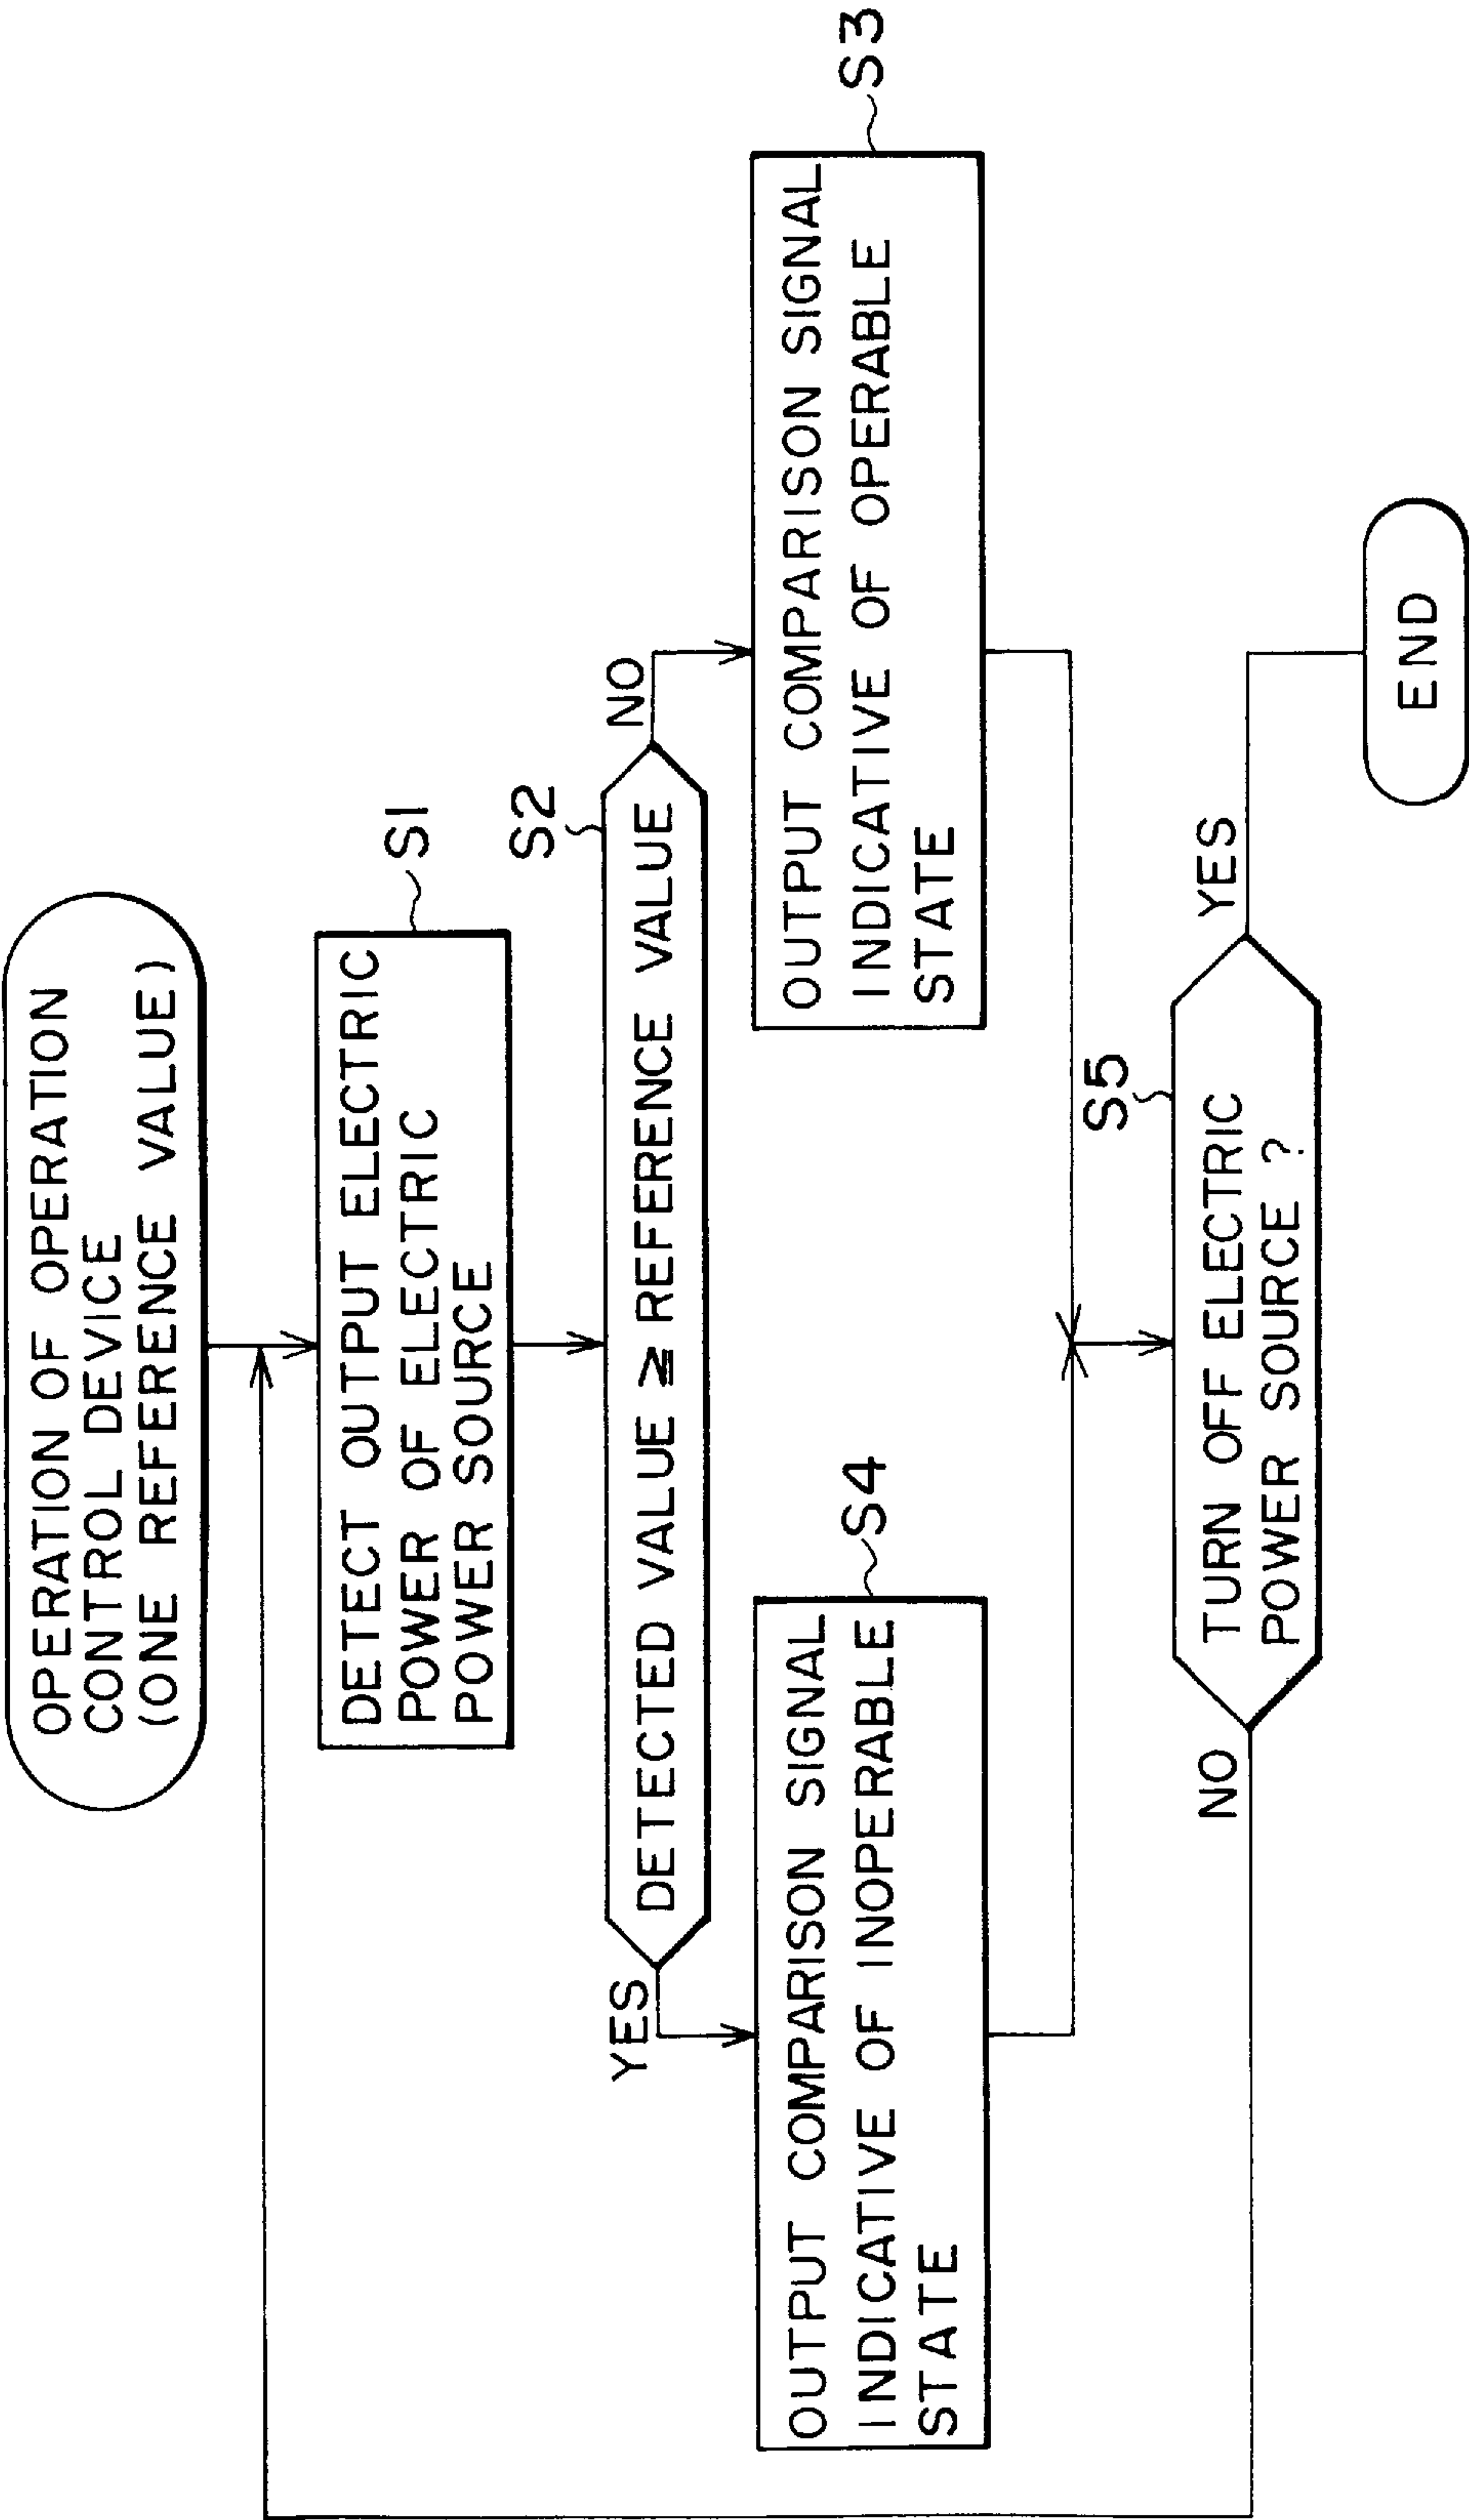 OPERATION OF OPERATION
CONTROL DEVICE
(ONE REFERENCE VALUE)
DETECT OUTPUT ELECTRIC
POWER OF ELECTRIC
POWER SOURCE
S1
S2
DETECTED VALUE ≧ REFERENCE VALUE
YES
NO
OUTPUT COMPARISON SIGNAL
INDICATIVE OF INOPERABLE
STATE
S4
OUTPUT COMPARISON SIGNAL
INDICATIVE OF OPERABLE
STATE
S3
S5
TURN OFF ELECTRIC
POWER SOURCE ?
NO
YES
END